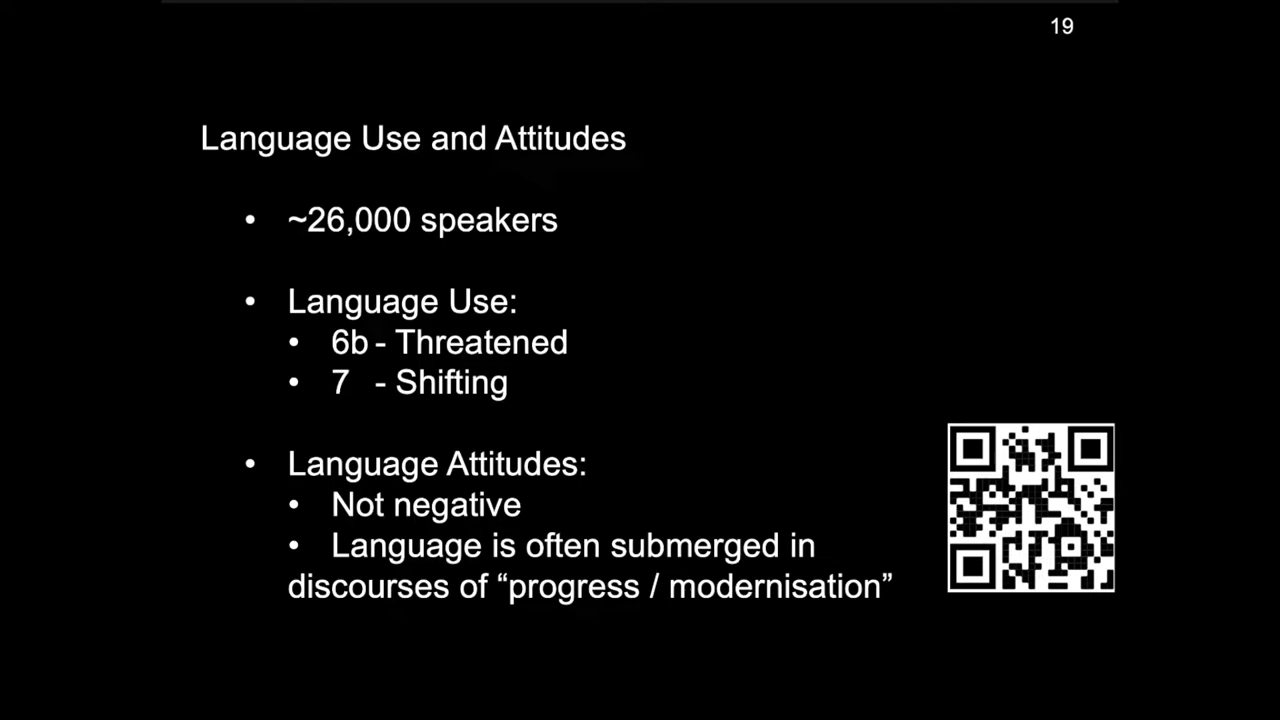 19
Language Use and Attitudes
• ~26,000 speakers
• Language Use:
• 6b - Threatened
• 7 - Shifting
• Language Attitudes:
• Not negative
• Language is often submerged in
discourses of “progress / modernisation”